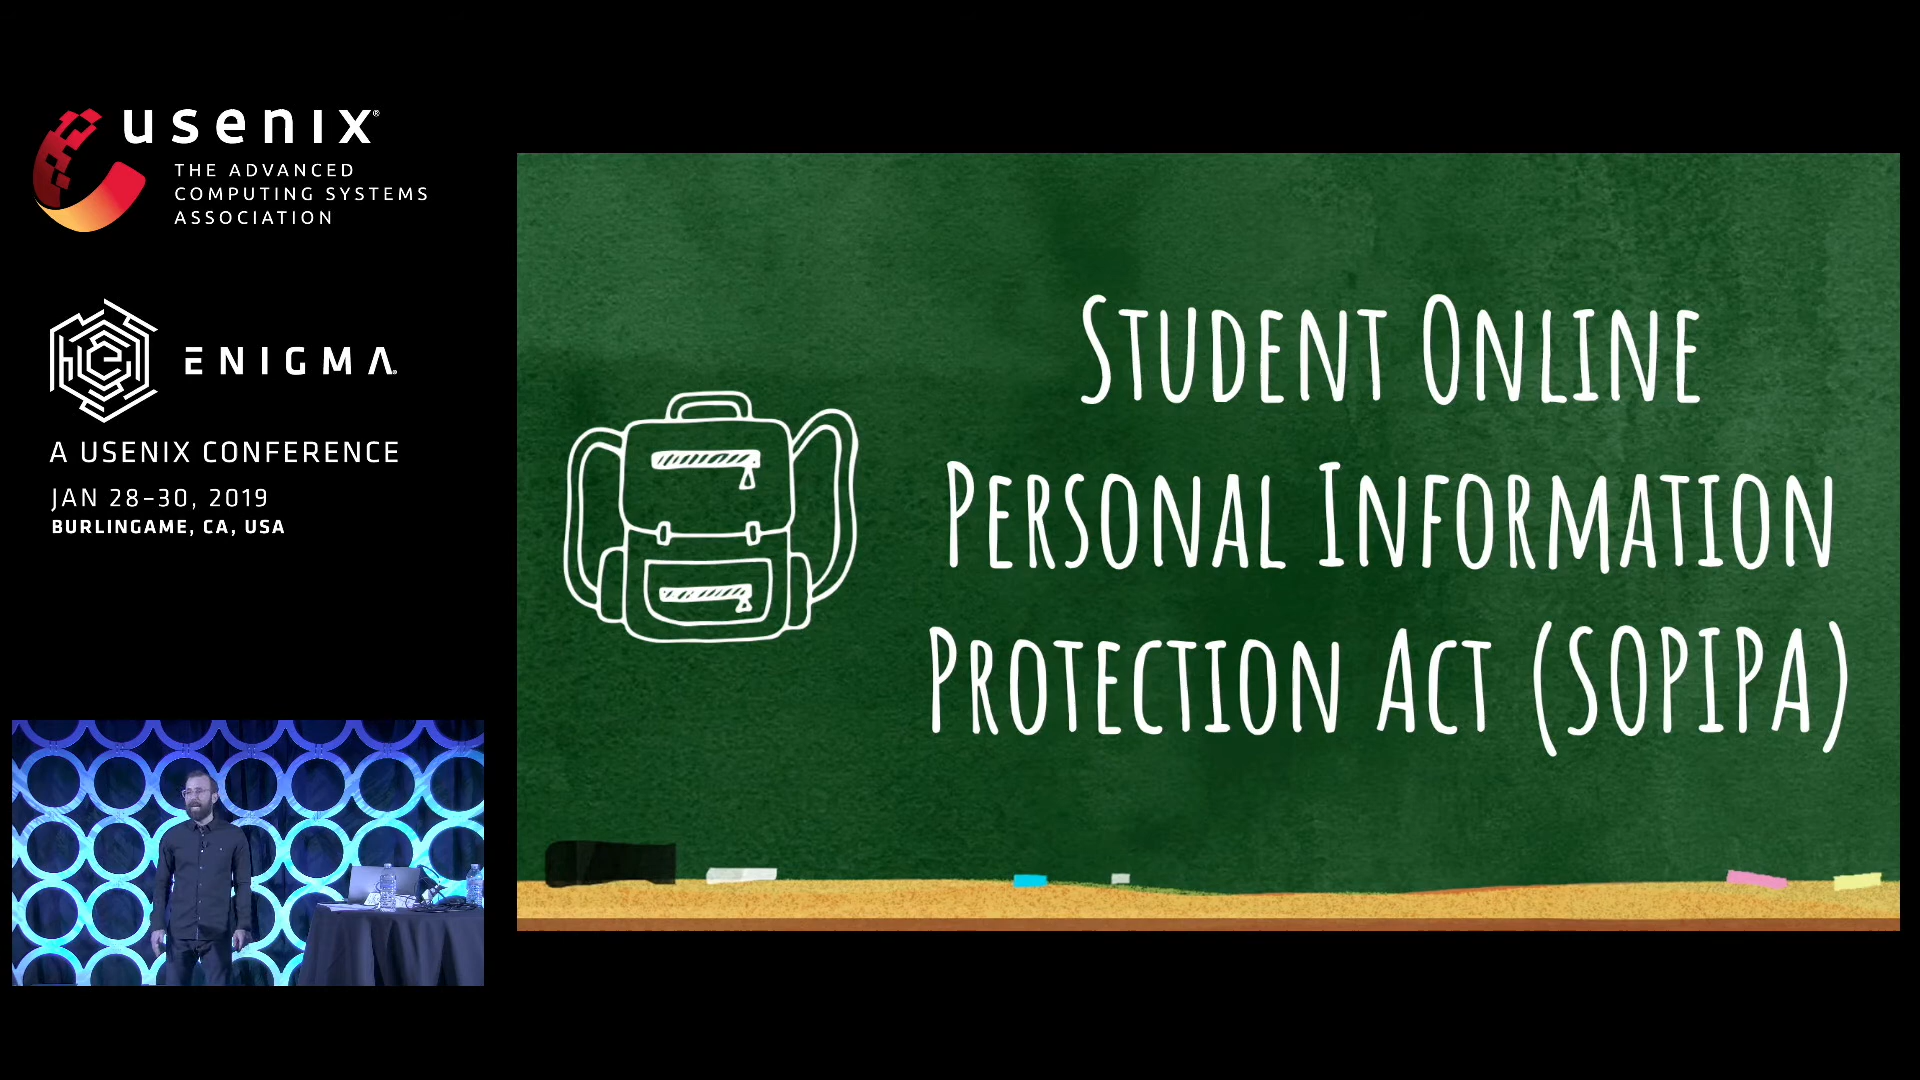 usenix®
THE ADVANCED
COMPUTING SYSTEMS
ASSOCIATION
ENIGMA®
A USENIX CONFERENCE
JAN 28–30, 2019
BURLINGAME, CA, USA
STUDENT ONLINE
PERSONAL INFORMATION
PROTECTION ACT (SOPIPA)